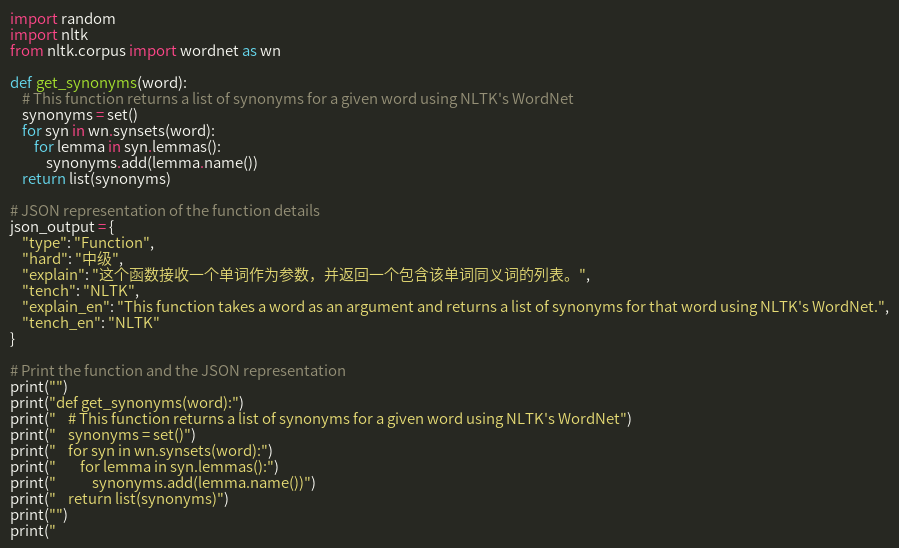 import random
import nltk
from nltk.corpus import wordnet as wn

def get_synonyms(word):
    # This function returns a list of synonyms for a given word using NLTK's WordNet
    synonyms = set()
    for syn in wn.synsets(word):
        for lemma in syn.lemmas():
            synonyms.add(lemma.name())
    return list(synonyms)

# JSON representation of the function details
json_output = {
    "type": "Function",
    "hard": "中级",
    "explain": "这个函数接收一个单词作为参数，并返回一个包含该单词同义词的列表。",
    "tench": "NLTK",
    "explain_en": "This function takes a word as an argument and returns a list of synonyms for that word using NLTK's WordNet.",
    "tench_en": "NLTK"
}

# Print the function and the JSON representation
print("")
print("def get_synonyms(word):")
print("    # This function returns a list of synonyms for a given word using NLTK's WordNet")
print("    synonyms = set()")
print("    for syn in wn.synsets(word):")
print("        for lemma in syn.lemmas():")
print("            synonyms.add(lemma.name())")
print("    return list(synonyms)")
print("")
print("